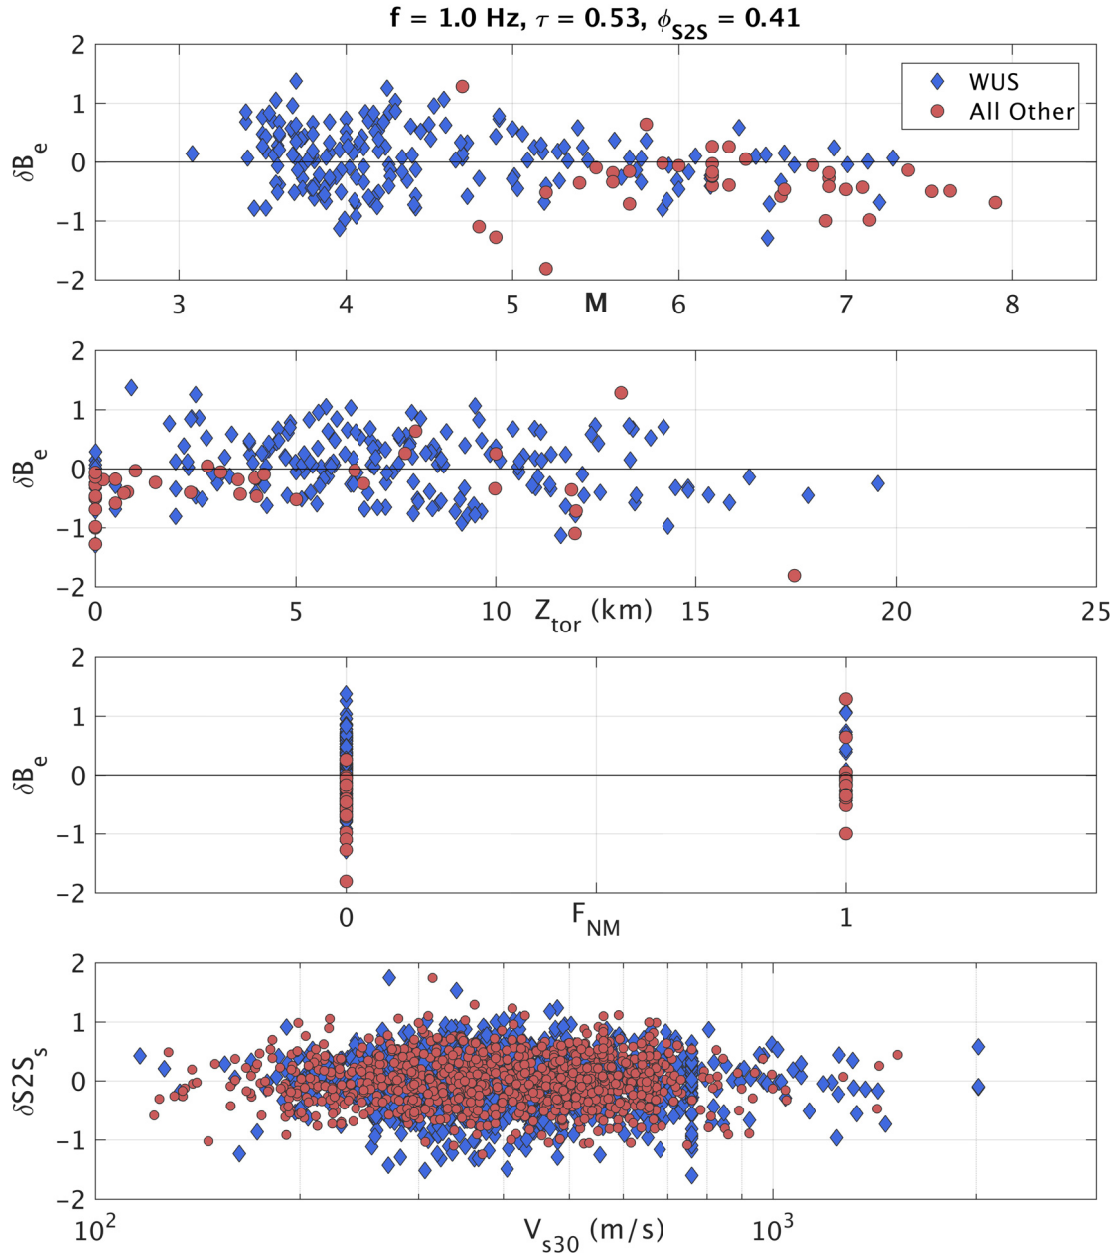 f = 1.0 Hz, τ = 0.53, ϕS2S = 0.41
2
1
0
−1
−2
δBe
WUS
All Other
3 4 5 6 7 8
M
2
1
0
−1
−2
δBe
0 5 10 15 20 25
Ztor (km)
2
1
0
−1
−2
δBe
0 1
FNM
2
1
0
−1
−2
δS2Ss
10² 10³
Vs30 (m/s)